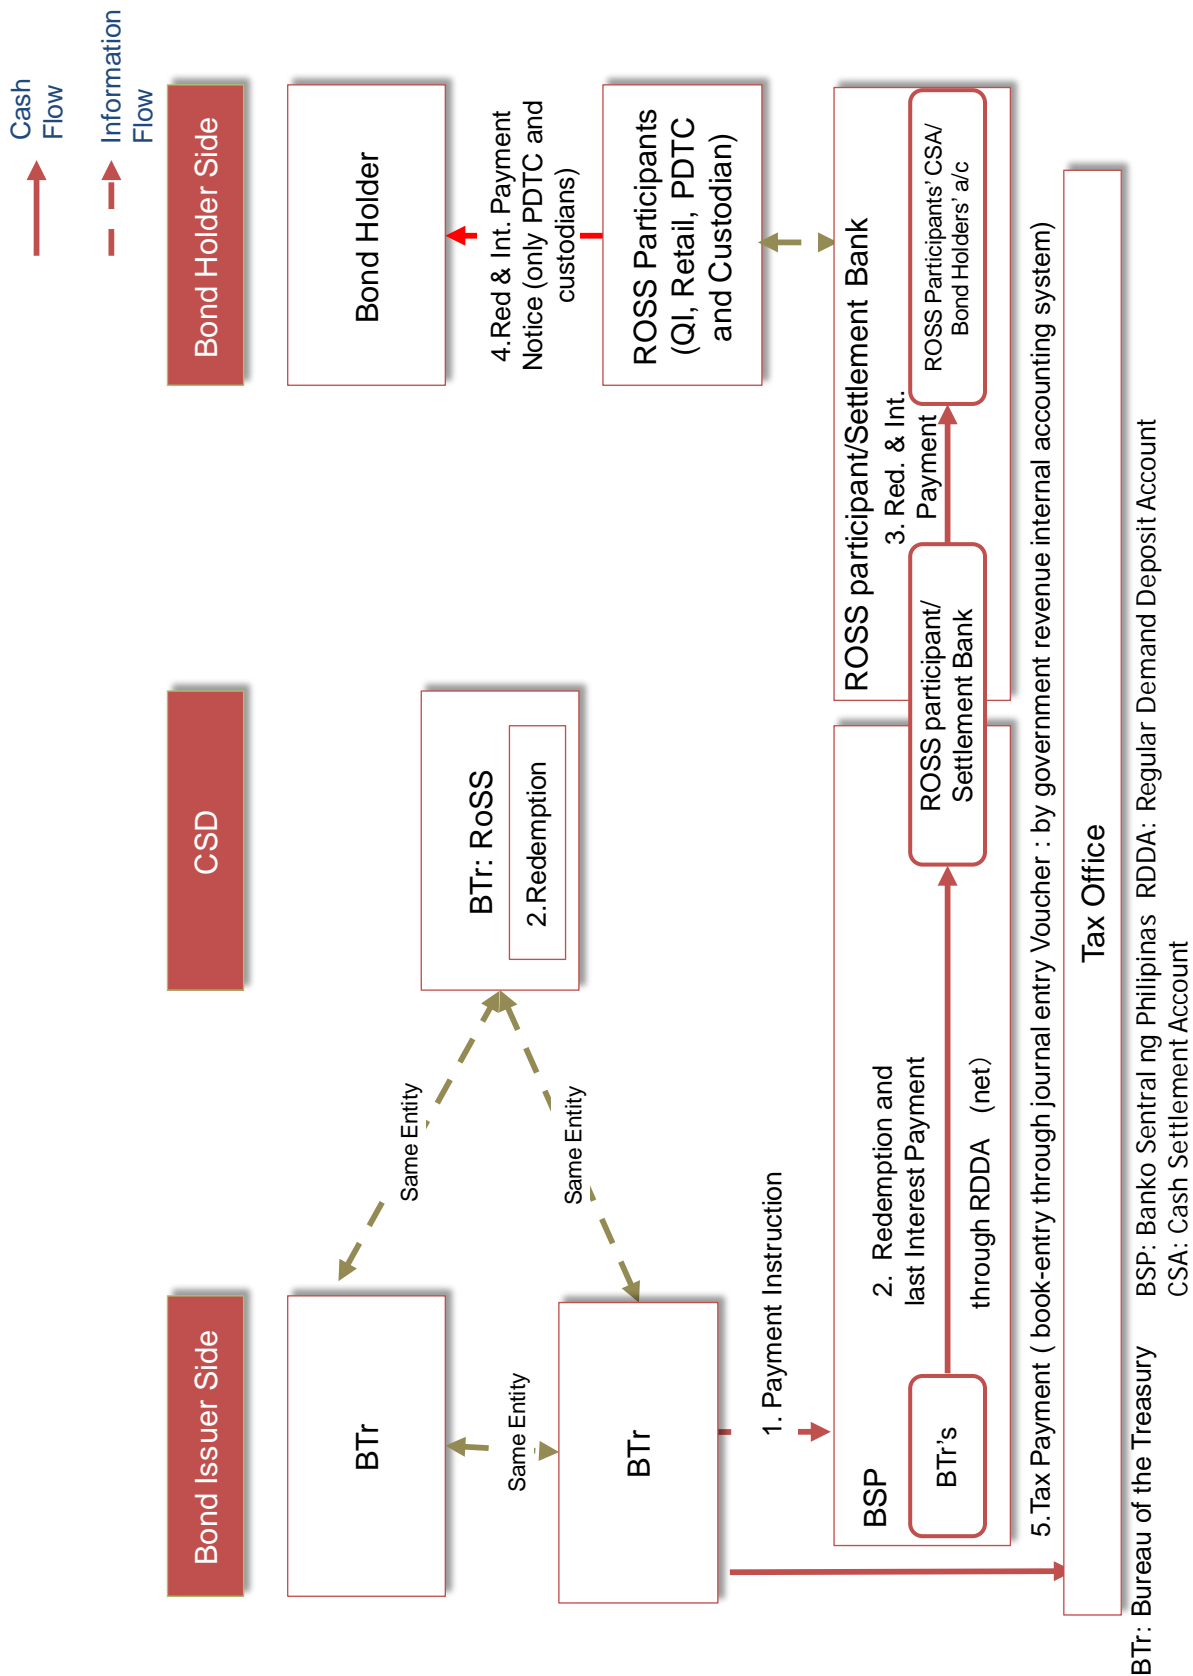 Cash
Flow
Information
Flow
Bond Issuer Side
CSD
Bond Holder Side
BTr
BTr: RoSS
2.Redemption
Bond Holder
Same Entity
Same Entity
Same Entity
4.Red & Int. Payment
Notice (only PDTC and
custodians)
BTr
ROSS Participants
(QI, Retail, PDTC
and Custodian)
1. Payment Instruction
BSP
2. Redemption and
last Interest Payment
through RDDA (net)
BTr's
ROSS participant/Settlement Bank
3. Red. & Int.
Payment
ROSS participant/
Settlement Bank
ROSS Participants' CSA/
Bond Holders' a/c
5.Tax Payment ( book-entry through journal entry Voucher : by government revenue internal accounting system)
Tax Office
BTr: Bureau of the Treasury BSP: Banko Sentral ng Philipinas RDDA: Regular Demand Deposit Account
CSA: Cash Settlement Account